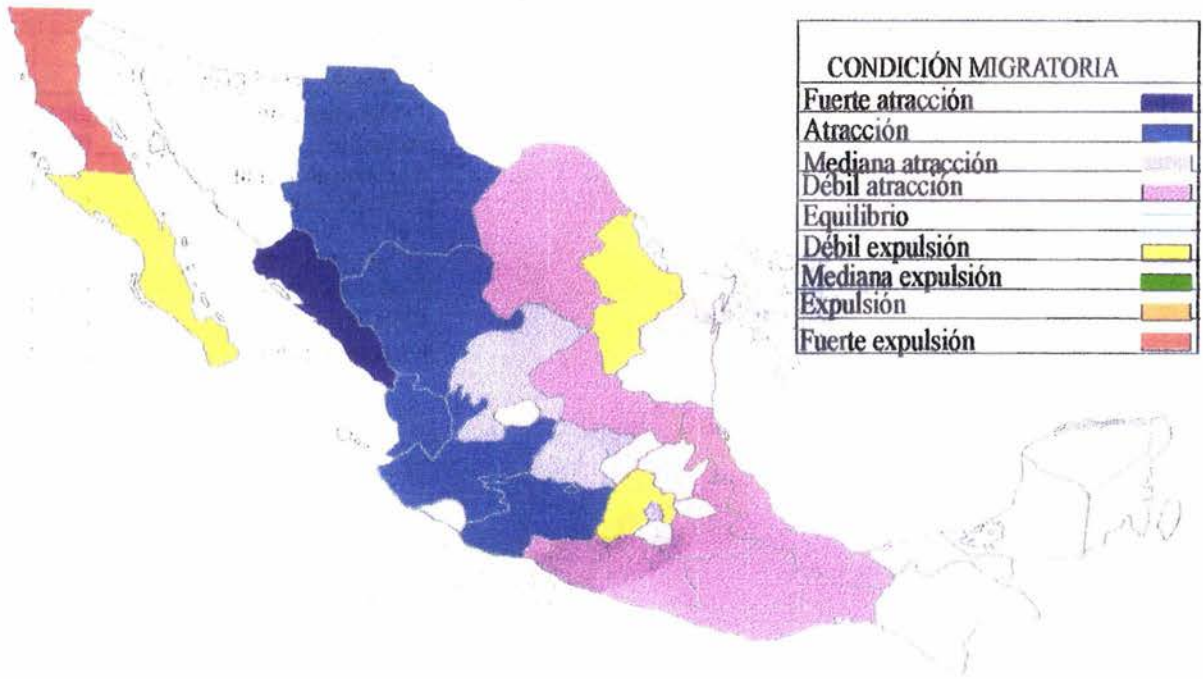 CONDICIÓN MIGRATORIA
Fuerte atracción
Atracción
Mediana atracción
Débil atracción
Equilibrio
Débil expulsión
Mediana expulsión
Expulsión
Fuerte expulsión